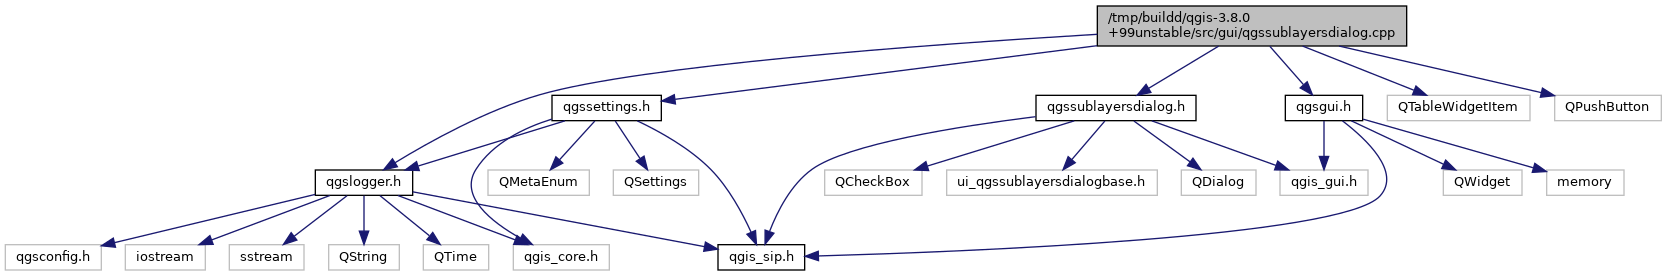 /tmp/buildd/qgis-3.8.0
+99unstable/src/gui/qgssublayersdialog.cpp
qgssettings.h
qgssublayersdialog.h
qgsgui.h
QTableWidgetItem
QPushButton
qgslogger.h
QMetaEnum
QSettings
QCheckBox
ui_qgssublayersdialogbase.h
QDialog
qgis_gui.h
QWidget
memory
qgsconfig.h
iostream
sstream
QString
QTime
qgis_core.h
qgis_sip.h